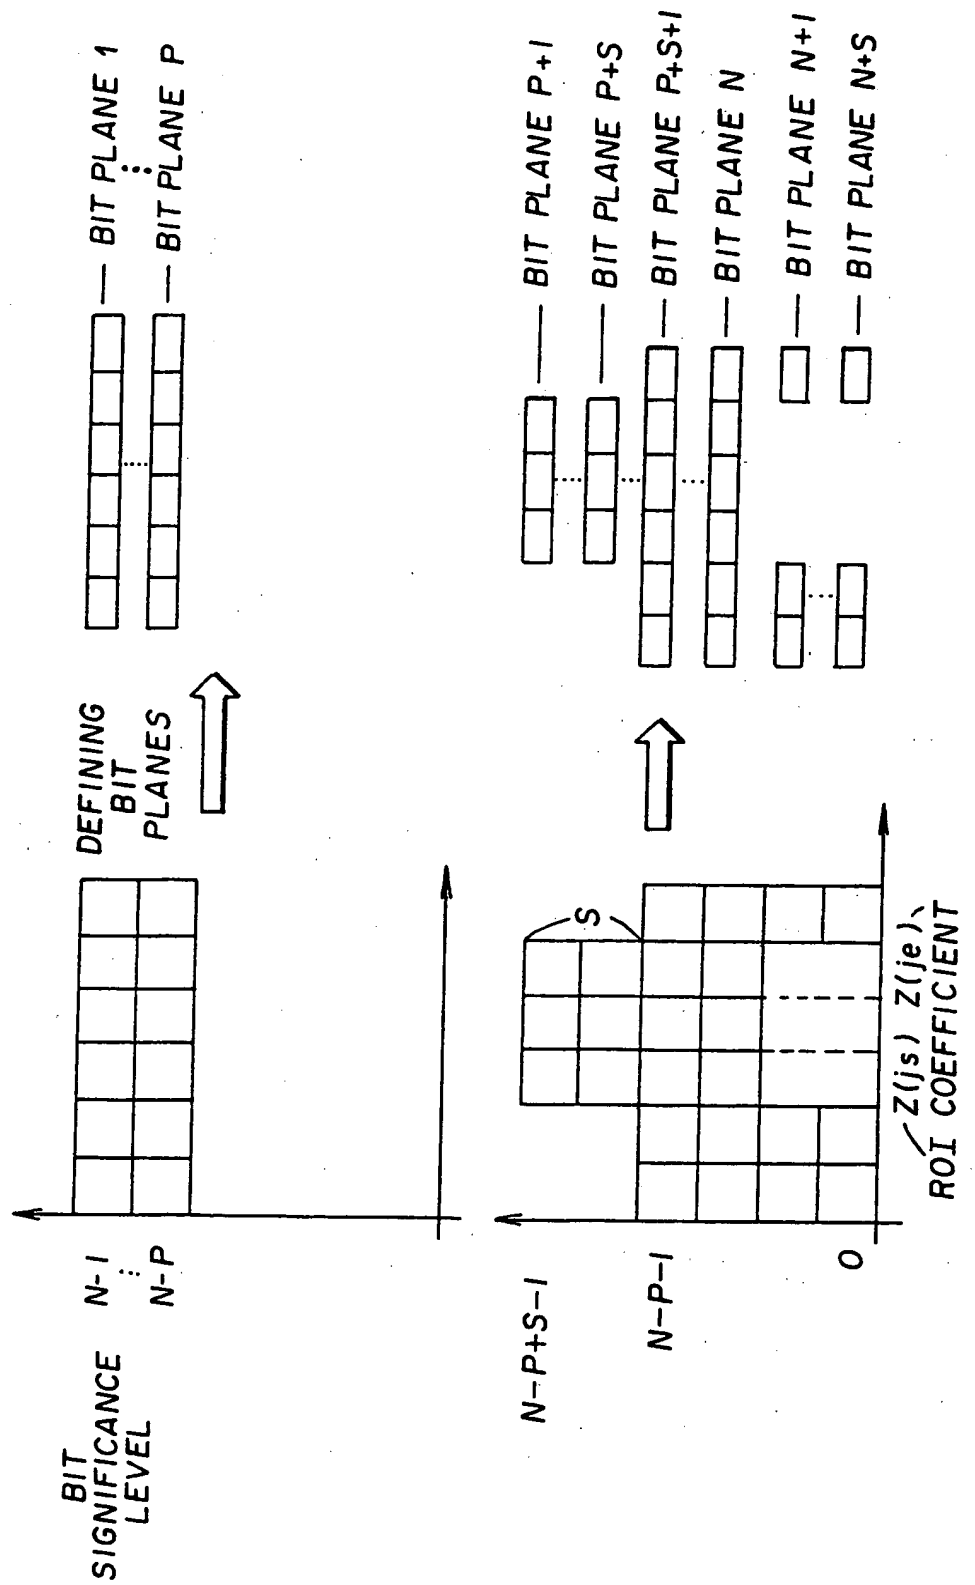 BIT
SIGNIFICANCE
LEVEL
N-1
⋮
N-P
DEFINING
BIT
PLANES
BIT PLANE 1
⋮
BIT PLANE P
N-P+S-1
N-P-1
0
S
Z(js) Z(je)
ROI COEFFICIENT
BIT PLANE P+1
BIT PLANE P+S
BIT PLANE P+S+1
BIT PLANE N
BIT PLANE N+1
BIT PLANE N+S